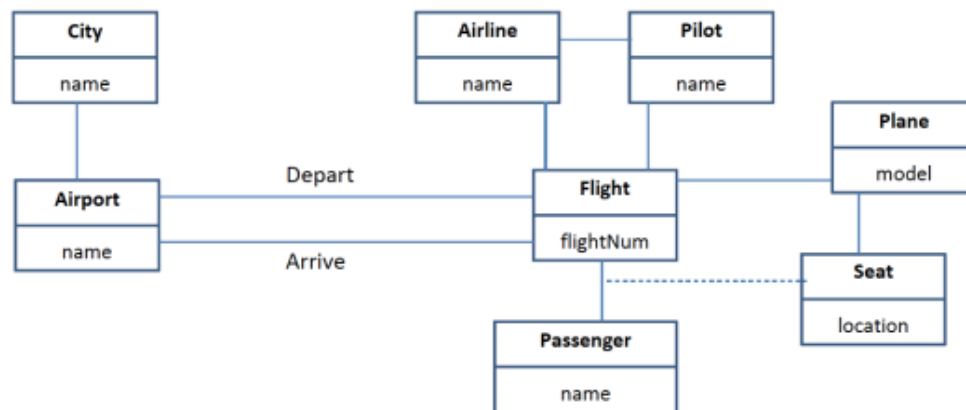 City
name
Airline
name
Pilot
name
Plane
model
Depart
Airport
name
Flight
flightNum
Arrive
Seat
location
Passenger
name